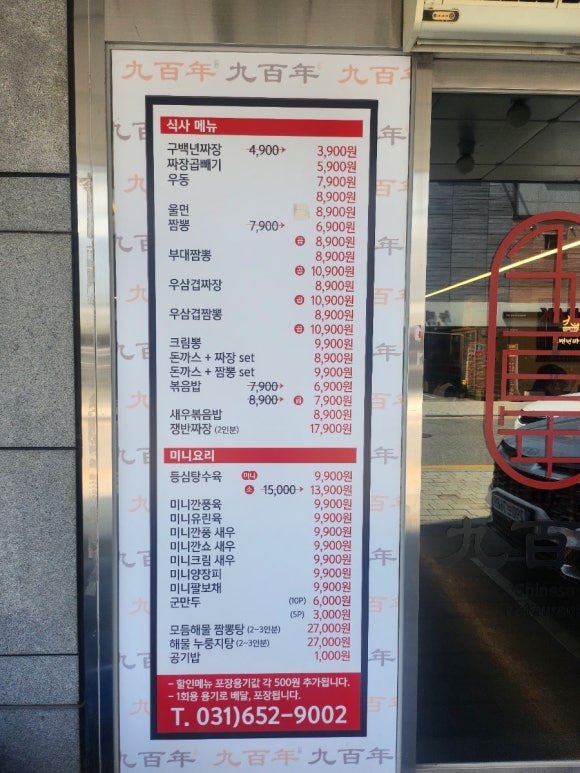 九百年 九百年 九百年
식사 메뉴
구백년짜장 4,900 3,900원
짜장곱빼기 5,900원
우동 7,900원
8,900원
울면 8,900원
짬뽕 7,900 6,900원
곱 8,900원
부대짬뽕 8,900원
곱 10,900원
우삼겹짜장 8,900원
곱 10,900원
우삼겹짬뽕 8,900원
곱 10,900원
크림뽕 9,900원
돈까스 + 짜장 set 8,900원
돈까스 + 짬뽕 set 9,900원
볶음밥 7,900 6,900원
8,900 곱 7,900원
새우볶음밥 8,900원
쟁반짜장 (2인분) 17,900원
미니요리
등심탕수육 미니 9,900원
소 15,000 13,900원
미니깐풍육 9,900원
미니유린육 9,900원
미니깐풍 새우 9,900원
미니깐쇼 새우 9,900원
미니크림 새우 9,900원
미니양장피 9,900원
미니팔보채 9,900원
군만두 (10P) 6,000원
(5P) 3,000원
모듬해물 짬뽕탕 (2~3인분) 27,000원
해물 누룽지탕 (2~3인분) 27,000원
공기밥 1,000원
- 할인메뉴 포장용기값 각 500원 추가됩니다.
- 1회용 용기로 배달, 포장됩니다.
T. 031)652-9002
九百年 九百年 九百年
九百